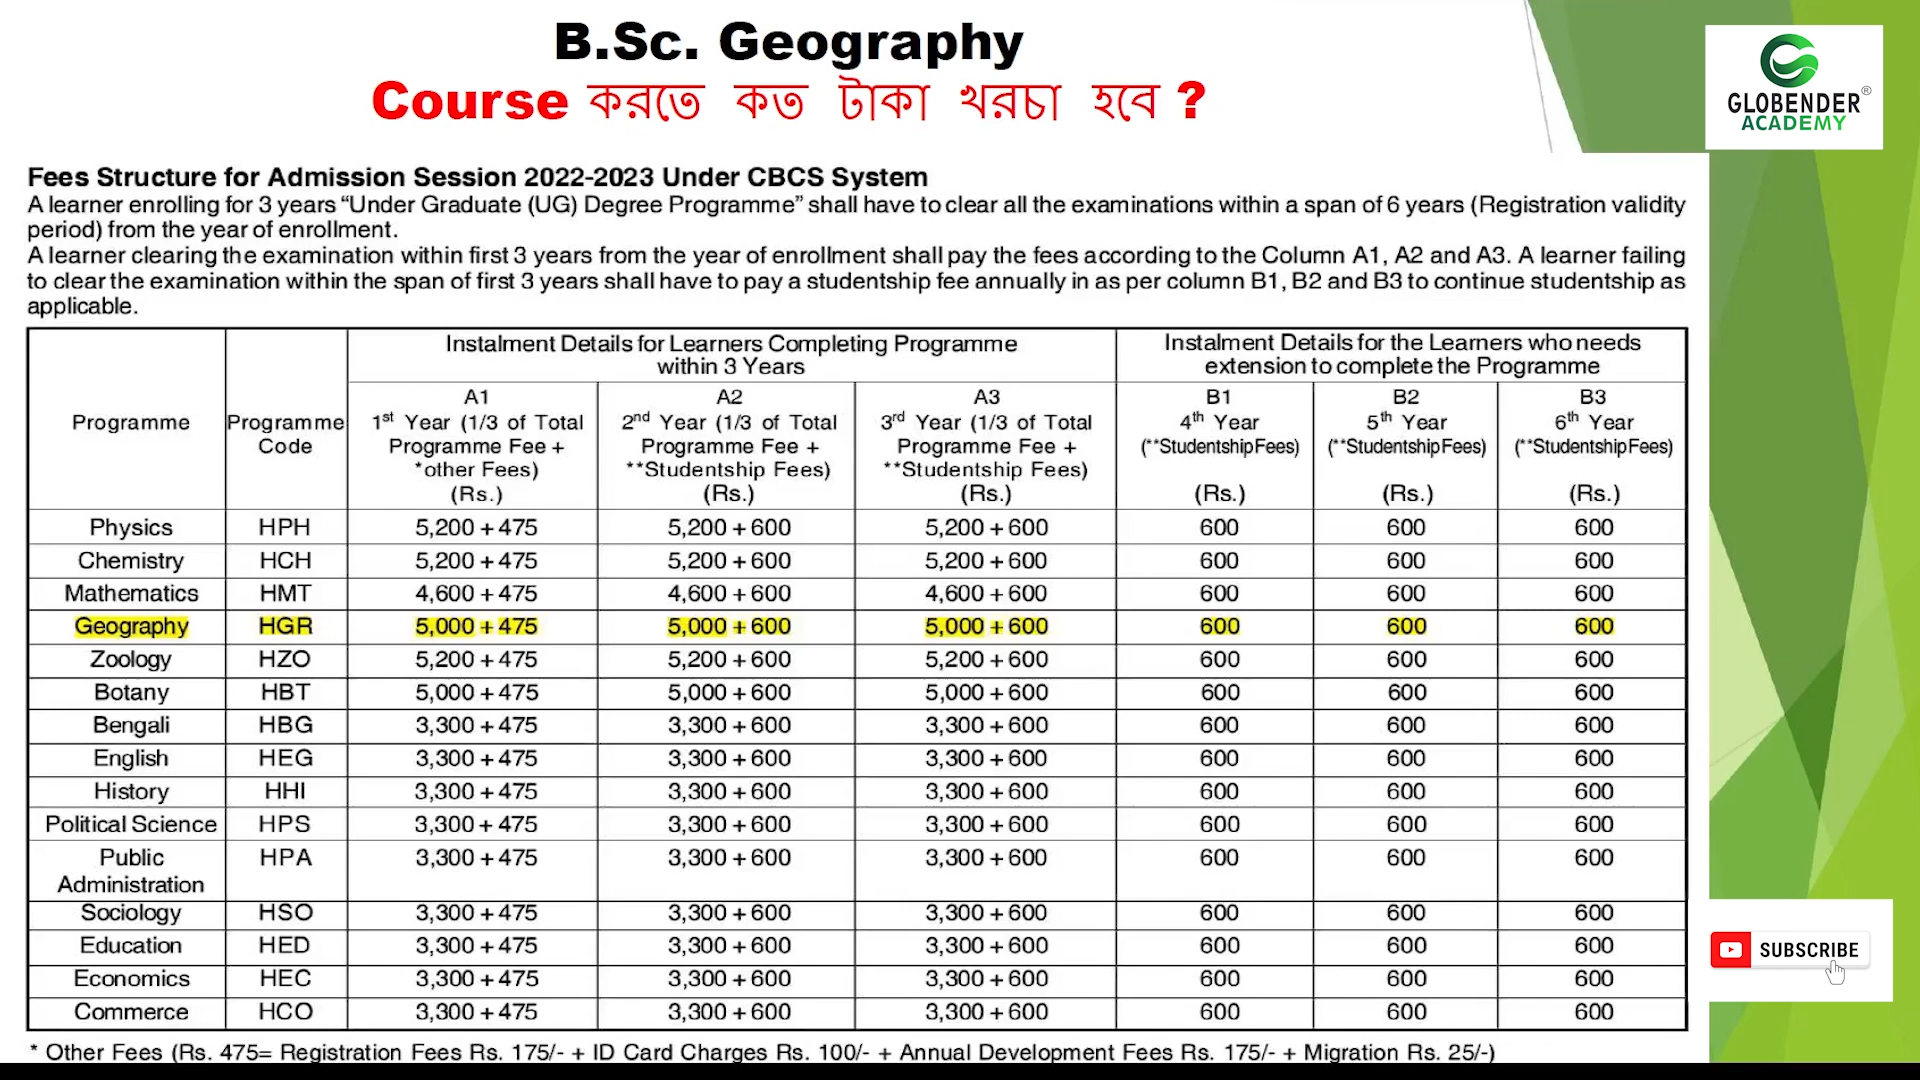 B.Sc. Geography
Course করতে কত টাকা খরচা হবে ?
GLOBENDER®
ACADEMY
Fees Structure for Admission Session 2022-2023 Under CBCS System
A learner enrolling for 3 years “Under Graduate (UG) Degree Programme” shall have to clear all the examinations within a span of 6 years (Registration validity
period) from the year of enrollment.
A learner clearing the examination within first 3 years from the year of enrollment shall pay the fees according to the Column A1, A2 and A3. A learner failing
to clear the examination within the span of first 3 years shall have to pay a studentship fee annually in as per column B1, B2 and B3 to continue studentship as
applicable.
Instalment Details for Learners Completing Programme
within 3 Years
Instalment Details for the Learners who needs
extension to complete the Programme
Programme
Programme
Code
A1
1st Year (1/3 of Total
Programme Fee +
*other Fees)
(Rs.)
A2
2nd Year (1/3 of Total
Programme Fee +
**Studentship Fees)
(Rs.)
A3
3rd Year (1/3 of Total
Programme Fee +
**Studentship Fees)
(Rs.)
B1
4th Year
(**Studentship Fees)
(Rs.)
B2
5th Year
(**Studentship Fees)
(Rs.)
B3
6th Year
(**Studentship Fees)
(Rs.)
Physics HPH 5,200 + 475 5,200 + 600 5,200 + 600 600 600 600
Chemistry HCH 5,200 + 475 5,200 + 600 5,200 + 600 600 600 600
Mathematics HMT 4,600 + 475 4,600 + 600 4,600 + 600 600 600 600
Geography HGR 5,000 + 475 5,000 + 600 5,000 + 600 600 600 600
Zoology HZO 5,200 + 475 5,200 + 600 5,200 + 600 600 600 600
Botany HBT 5,000 + 475 5,000 + 600 5,000 + 600 600 600 600
Bengali HBG 3,300 + 475 3,300 + 600 3,300 + 600 600 600 600
English HEG 3,300 + 475 3,300 + 600 3,300 + 600 600 600 600
History HHI 3,300 + 475 3,300 + 600 3,300 + 600 600 600 600
Political Science HPS 3,300 + 475 3,300 + 600 3,300 + 600 600 600 600
Public HPA 3,300 + 475 3,300 + 600 3,300 + 600 600 600 600
Administration
Sociology HSO 3,300 + 475 3,300 + 600 3,300 + 600 600 600 600
Education HED 3,300 + 475 3,300 + 600 3,300 + 600 600 600 600
Economics HEC 3,300 + 475 3,300 + 600 3,300 + 600 600 600 600
Commerce HCO 3,300 + 475 3,300 + 600 3,300 + 600 600 600 600
* Other Fees (Rs. 475= Registration Fees Rs. 175/- + ID Card Charges Rs. 100/- + Annual Development Fees Rs. 175/- + Migration Rs. 25/-)
SUBSCRIBE